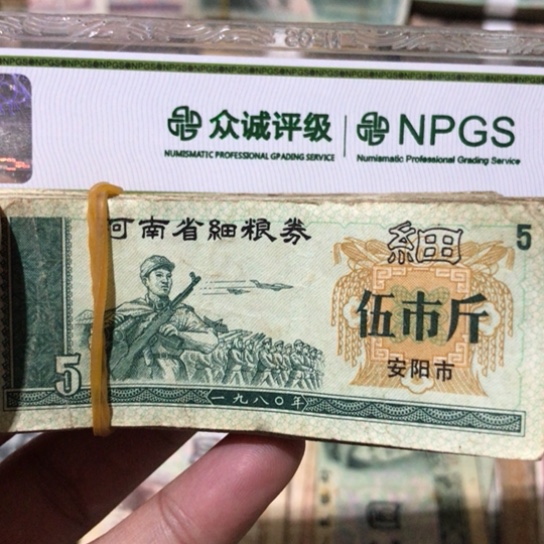 众诚评级 NPGS
NUMISMATIC PROFESSIONAL GRADING SERVICE Numismatic Professional Grading Service
河南省細粮券 細 5
伍市斤
安阳市
5
一九八〇年